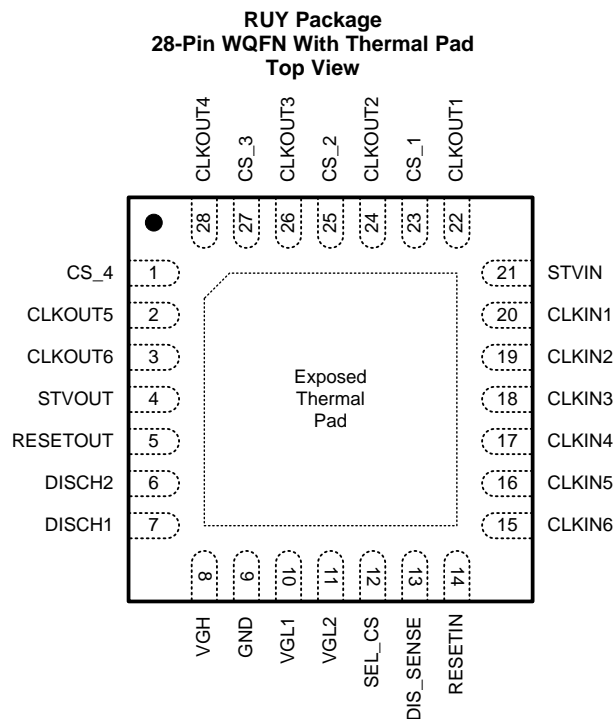 RUY Package
28-Pin WQFN With Thermal Pad
Top View
CLKOUT4
CS_3
CLKOUT3
CS_2
CLKOUT2
CS_1
CLKOUT1
28
27
26
25
24
23
22
CS_4 1
CLKOUT5 2
CLKOUT6 3
STVOUT 4
RESETOUT 5
DISCH2 6
DISCH1 7
Exposed
Thermal
Pad
21 STVIN
20 CLKIN1
19 CLKIN2
18 CLKIN3
17 CLKIN4
16 CLKIN5
15 CLKIN6
8
9
10
11
12
13
14
VGH
GND
VGL1
VGL2
SEL_CS
DIS_SENSE
RESETIN